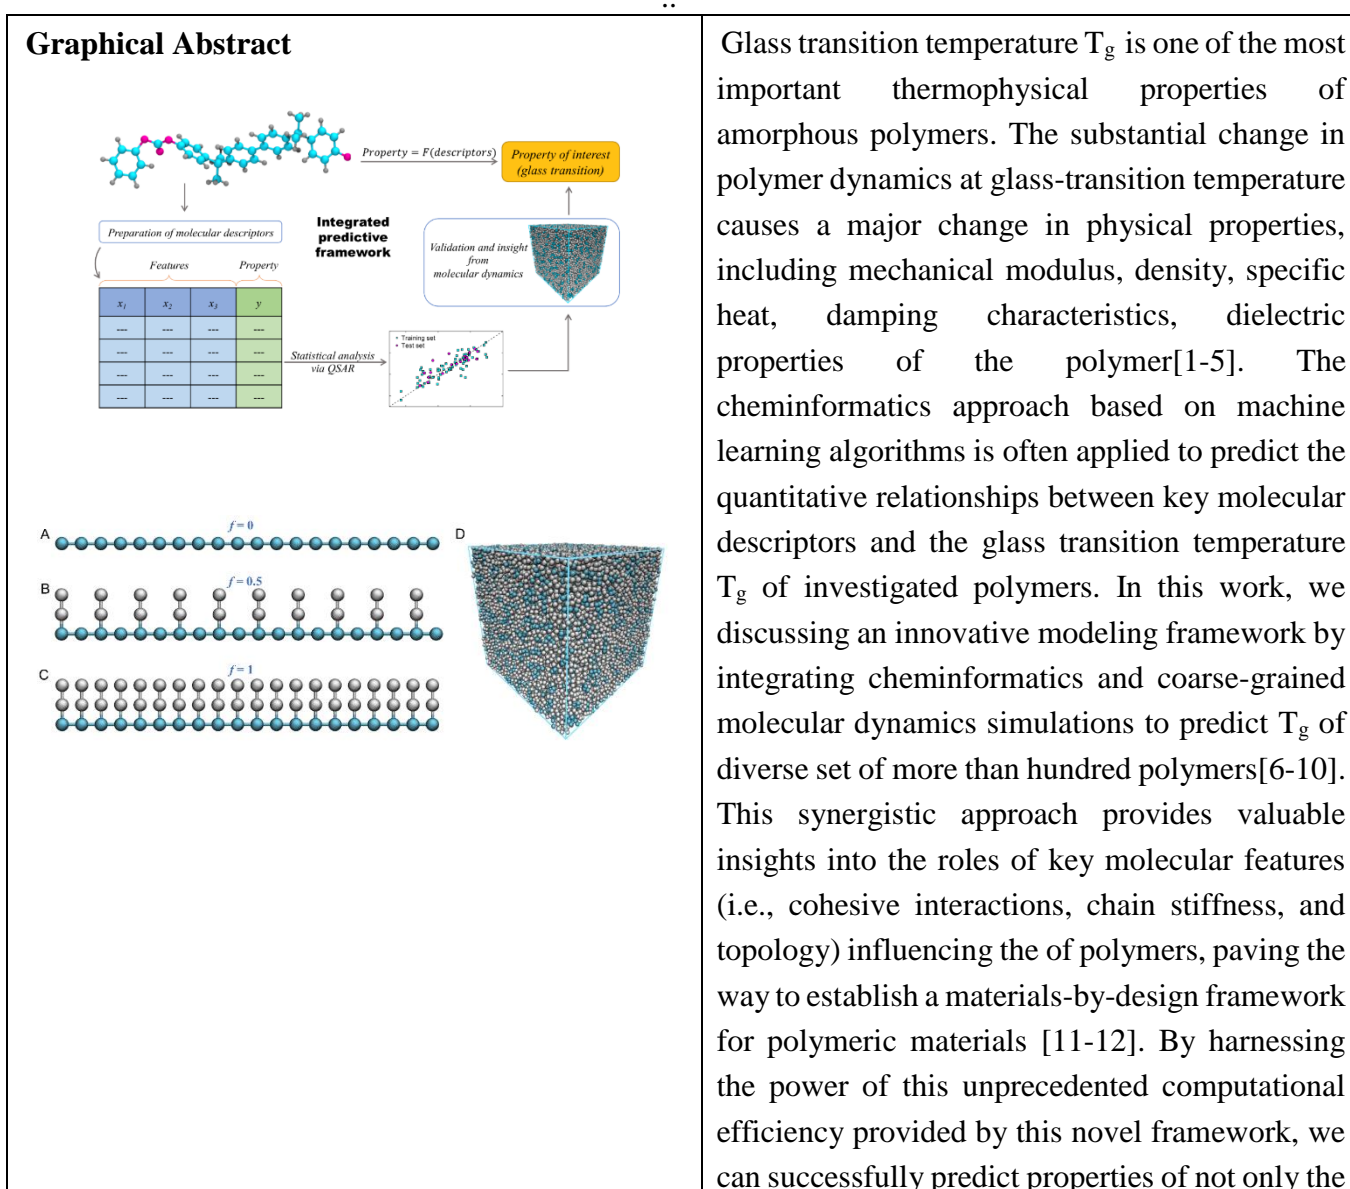 ..
Graphical Abstract
Property = F(descriptors)
Property of interest
(glass transition)
Preparation of molecular descriptors
Integrated
predictive
framework
Validation and insight
from
molecular dynamics
Features Property
x1 x2 x3 y
--- --- --- ---
--- --- --- ---
--- --- --- ---
--- --- --- ---
Statistical analysis
via QSAR
Training set
Test set
A
f = 0
D
B
f = 0.5
C
f = 1
Glass transition temperature Tg is one of the most
important thermophysical properties of
amorphous polymers. The substantial change in
polymer dynamics at glass-transition temperature
causes a major change in physical properties,
including mechanical modulus, density, specific
heat, damping characteristics, dielectric
properties of the polymer[1-5]. The
cheminformatics approach based on machine
learning algorithms is often applied to predict the
quantitative relationships between key molecular
descriptors and the glass transition temperature
Tg of investigated polymers. In this work, we
discussing an innovative modeling framework by
integrating cheminformatics and coarse-grained
molecular dynamics simulations to predict Tg of
diverse set of more than hundred polymers[6-10].
This synergistic approach provides valuable
insights into the roles of key molecular features
(i.e., cohesive interactions, chain stiffness, and
topology) influencing the of polymers, paving the
way to establish a materials-by-design framework
for polymeric materials [11-12]. By harnessing
the power of this unprecedented computational
efficiency provided by this novel framework, we
can successfully predict properties of not only the